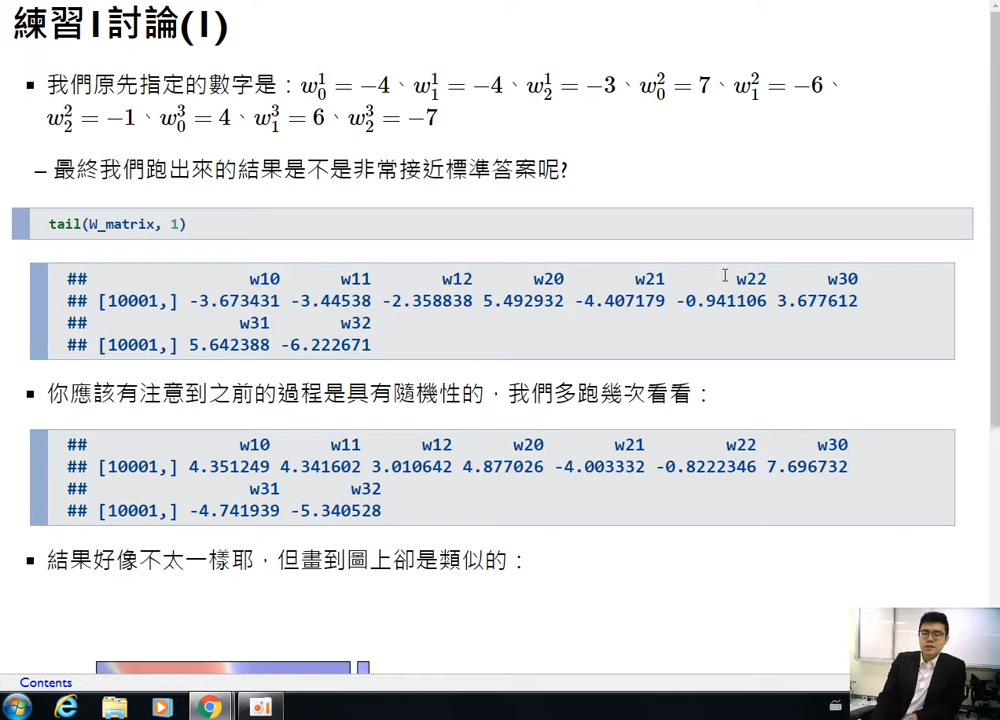 練習1討論(1)
▪ 我們原先指定的數字是：w_0^1 = −4、w_1^1 = −4、w_2^1 = −3、w_0^2 = 7、w_1^2 = −6、
w_2^2 = −1、w_0^3 = 4、w_1^3 = 6、w_2^3 = −7
– 最終我們跑出來的結果是不是非常接近標準答案呢?
tail(W_matrix, 1)
## w10 w11 w12 w20 w21 w22 w30
## [10001,] -3.673431 -3.44538 -2.358838 5.492932 -4.407179 -0.941106 3.677612
## w31 w32
## [10001,] 5.642388 -6.222671
▪ 你應該有注意到之前的過程是具有隨機性的，我們多跑幾次看看：
## w10 w11 w12 w20 w21 w22 w30
## [10001,] 4.351249 4.341602 3.010642 4.877026 -4.003332 -0.8222346 7.696732
## w31 w32
## [10001,] -4.741939 -5.340528
▪ 結果好像不太一樣耶，但畫到圖上卻是類似的：
Contents